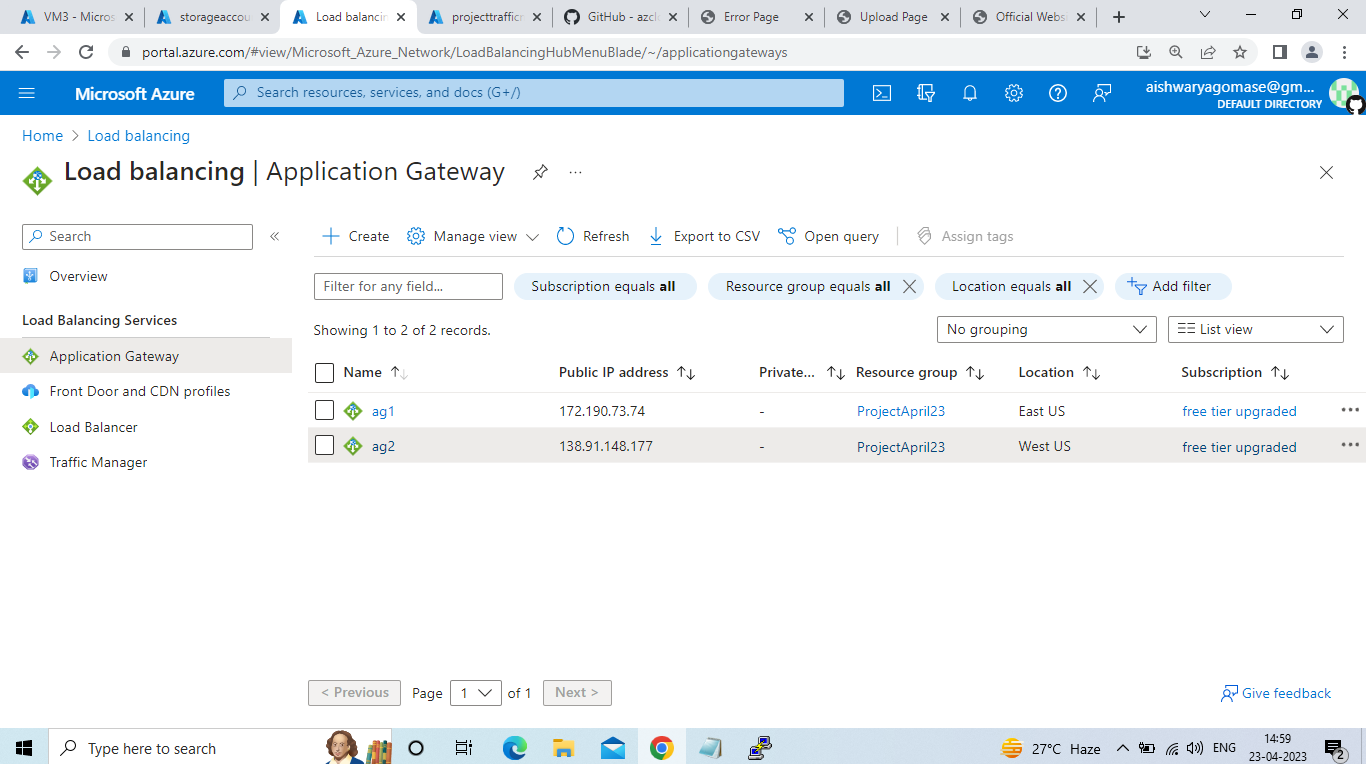 VM3 - Micros
storageaccou
Load balancin
projecttrafficr
GitHub - azcl
Error Page
Upload Page
Official Webs
portal.azure.com/#view/Microsoft_Azure_Network/LoadBalancingHubMenuBlade/~/applicationgateways
Microsoft Azure
Search resources, services, and docs (G+/)
aishwaryagomase@gm...
DEFAULT DIRECTORY
Home > Load balancing
Load balancing | Application Gateway
...
Search
«
Create
Manage view
Refresh
Export to CSV
Open query
Assign tags
Overview
Load Balancing Services
Application Gateway
Front Door and CDN profiles
Load Balancer
Traffic Manager
Filter for any field...
Subscription equals all
Resource group equals all
Location equals all
Add filter
Showing 1 to 2 of 2 records.
No grouping
List view
Name Public IP address Private... Resource group Location Subscription
ag1 172.190.73.74 - ProjectApril23 East US free tier upgraded ...
ag2 138.91.148.177 - ProjectApril23 West US free tier upgraded ...
< Previous Page 1 of 1 Next >
Give feedback
Type here to search
27°C Haze
ENG
14:59
23-04-2023
2